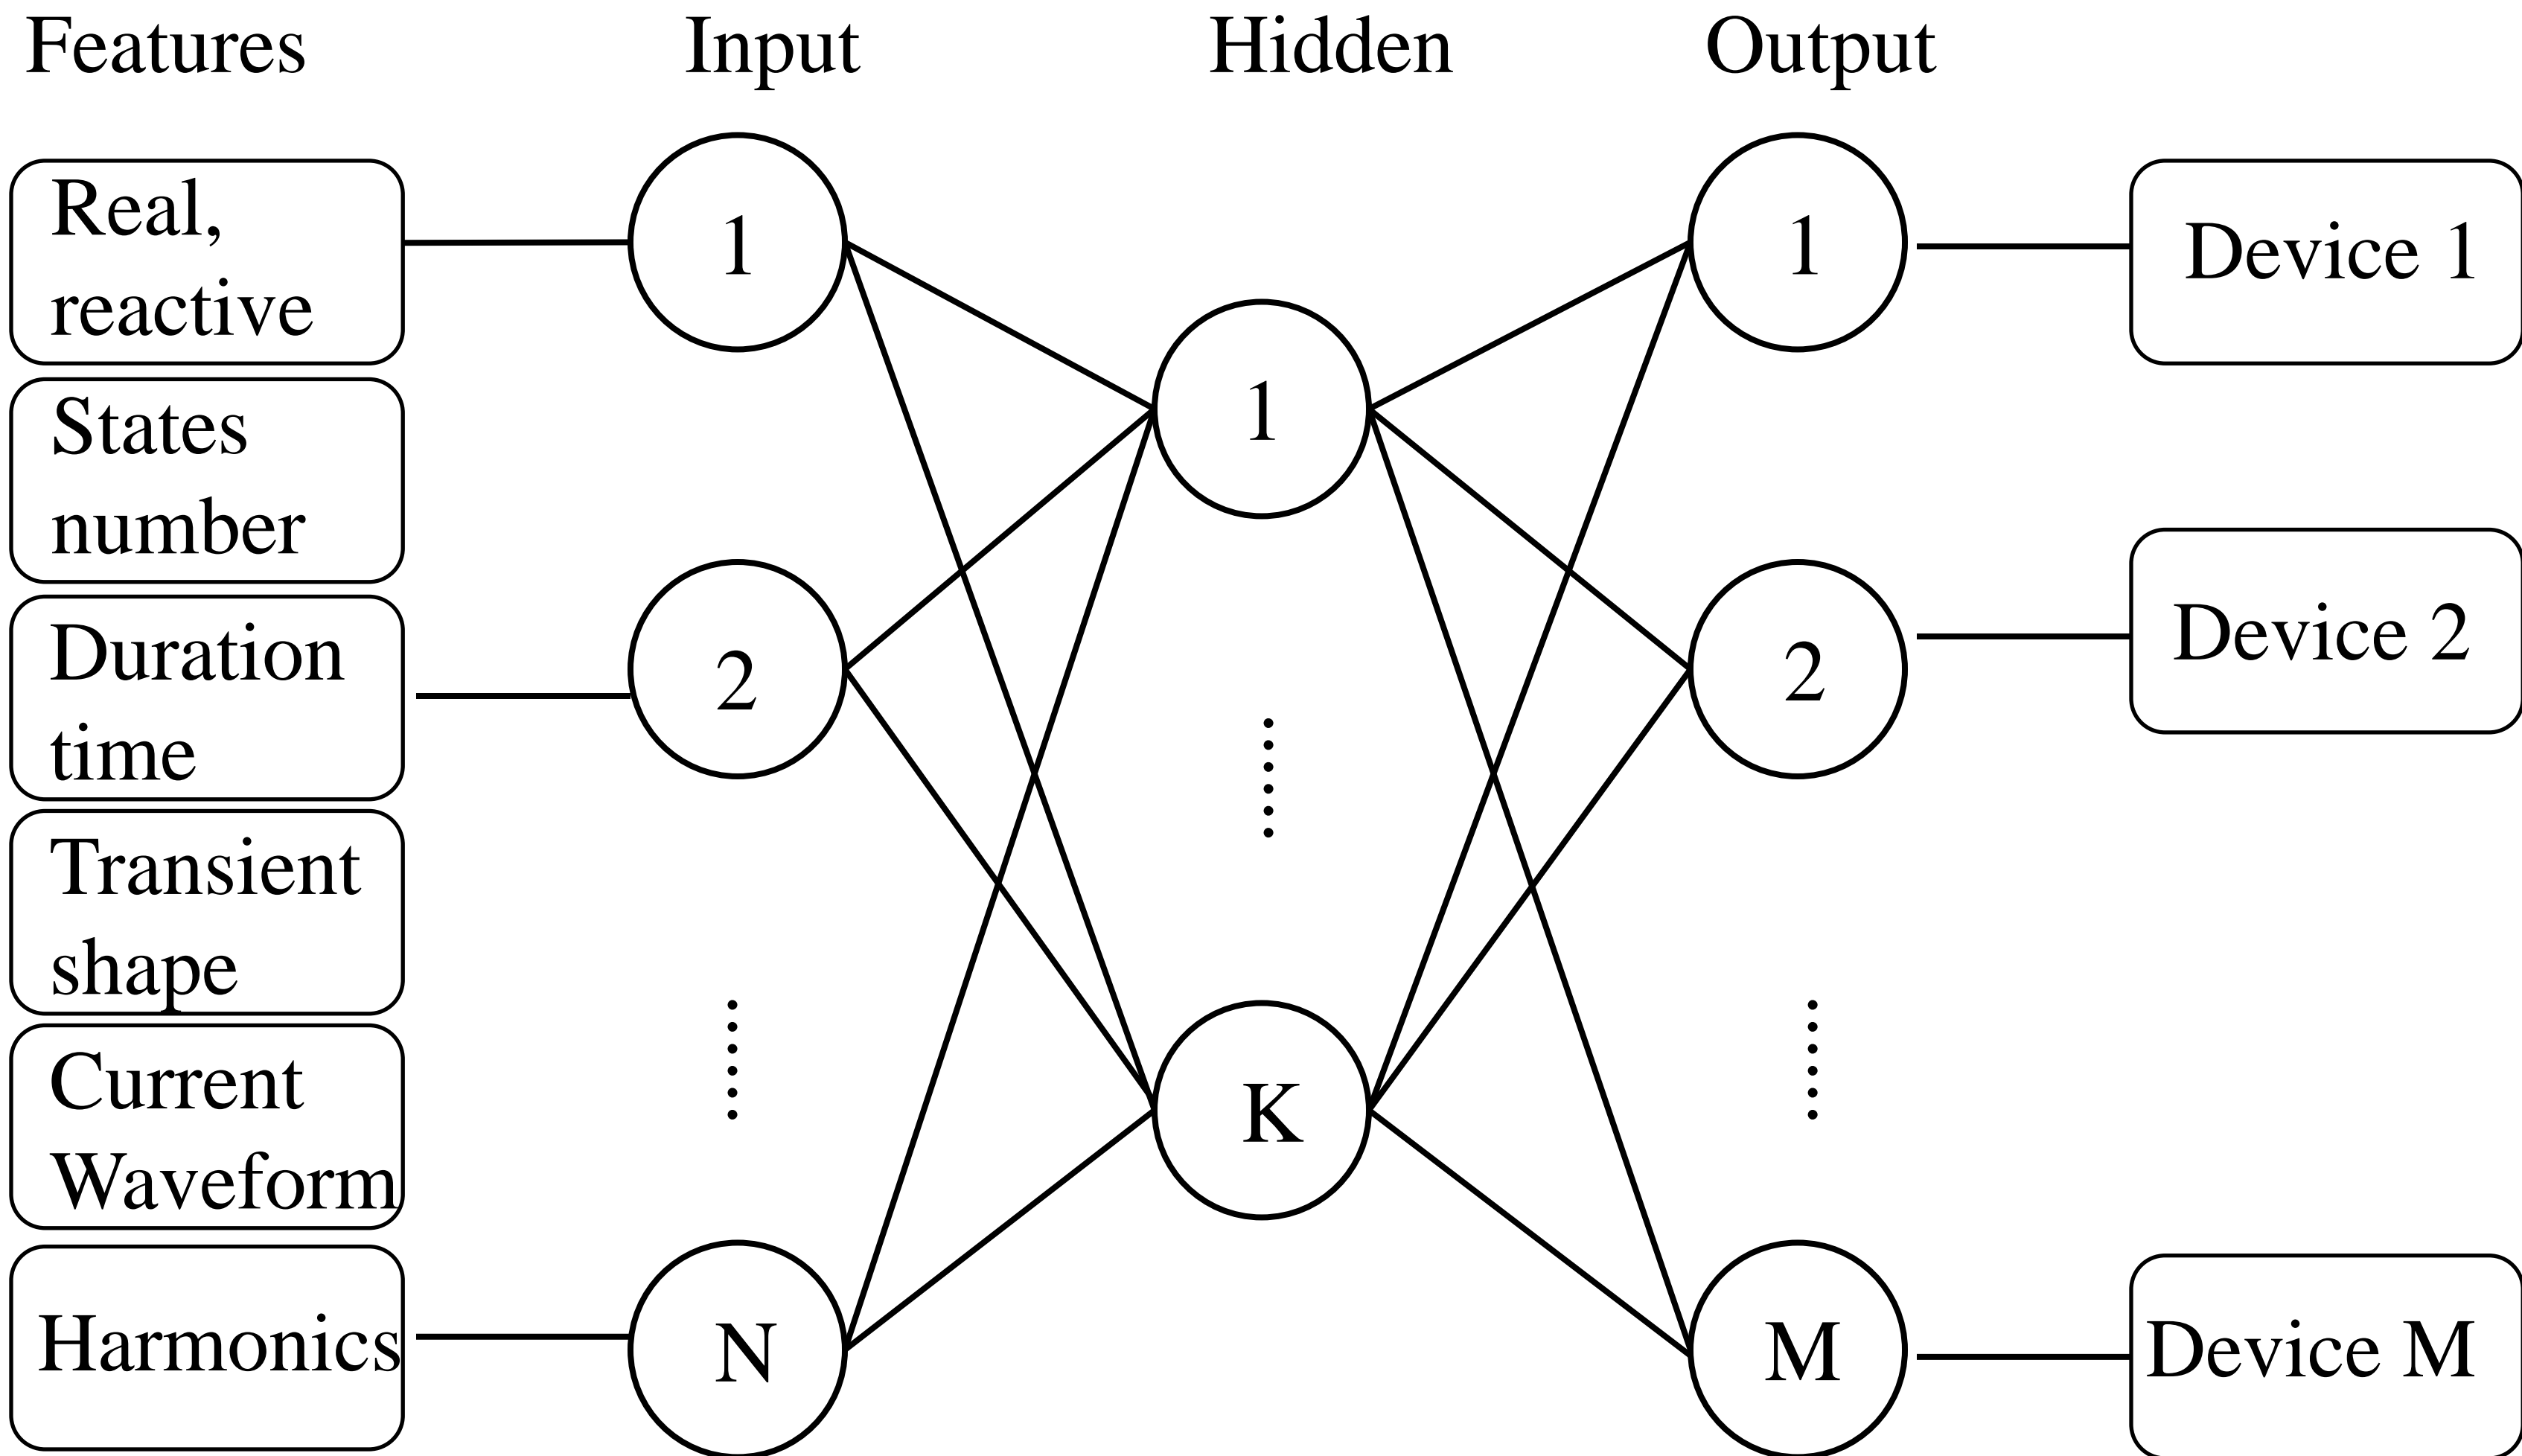 Features
Input
Hidden
Output
Real,
reactive
States
number
Duration
time
Transient
shape
Current
Waveform
Harmonics
1
2
N
1
K
1
2
M
Device 1
Device 2
Device M